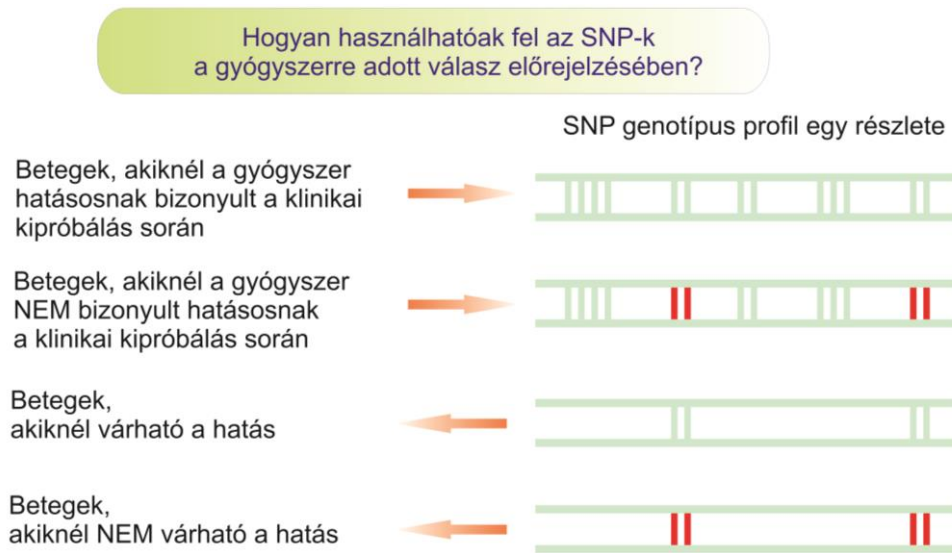 Hogyan használhatóak fel az SNP-k
a gyógyszerre adott válasz előrejelzésében?
SNP genotípus profil egy részlete
Betegek, akiknél a gyógyszer
hatásosnak bizonyult a klinikai
kipróbálás során
Betegek, akiknél a gyógyszer
NEM bizonyult hatásosnak
a klinikai kipróbálás során
Betegek,
akiknél várható a hatás
Betegek,
akiknél NEM várható a hatás